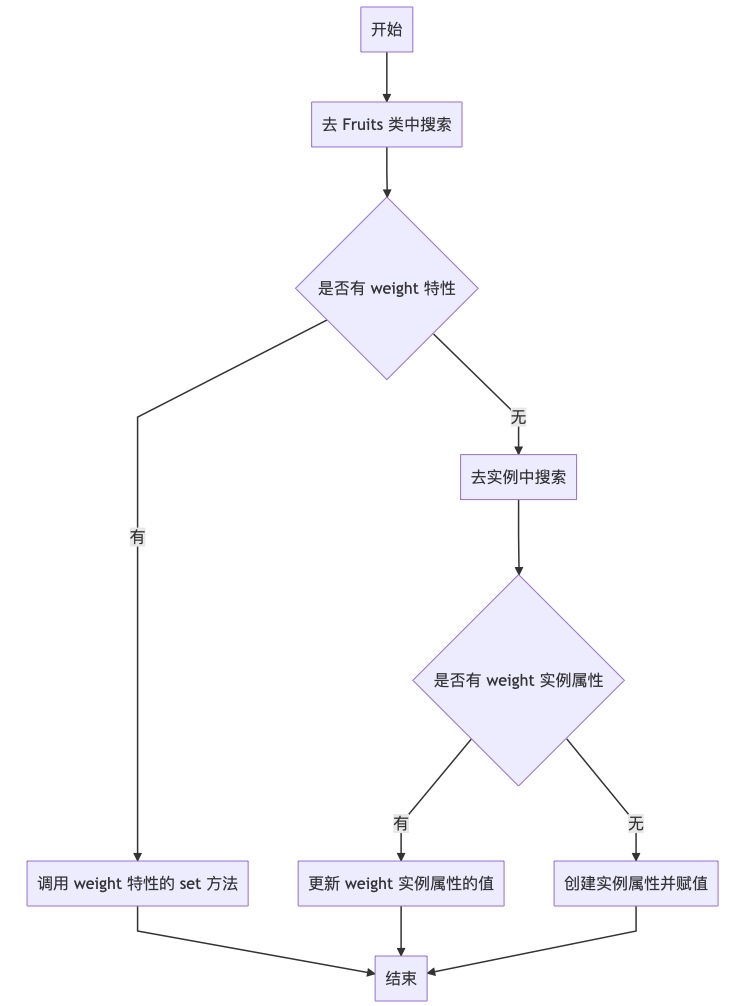 开始
去 Fruits 类中搜索
是否有 weight 特性
无
去实例中搜索
有
是否有 weight 实例属性
有
无
调用 weight 特性的 set 方法
更新 weight 实例属性的值
创建实例属性并赋值
结束